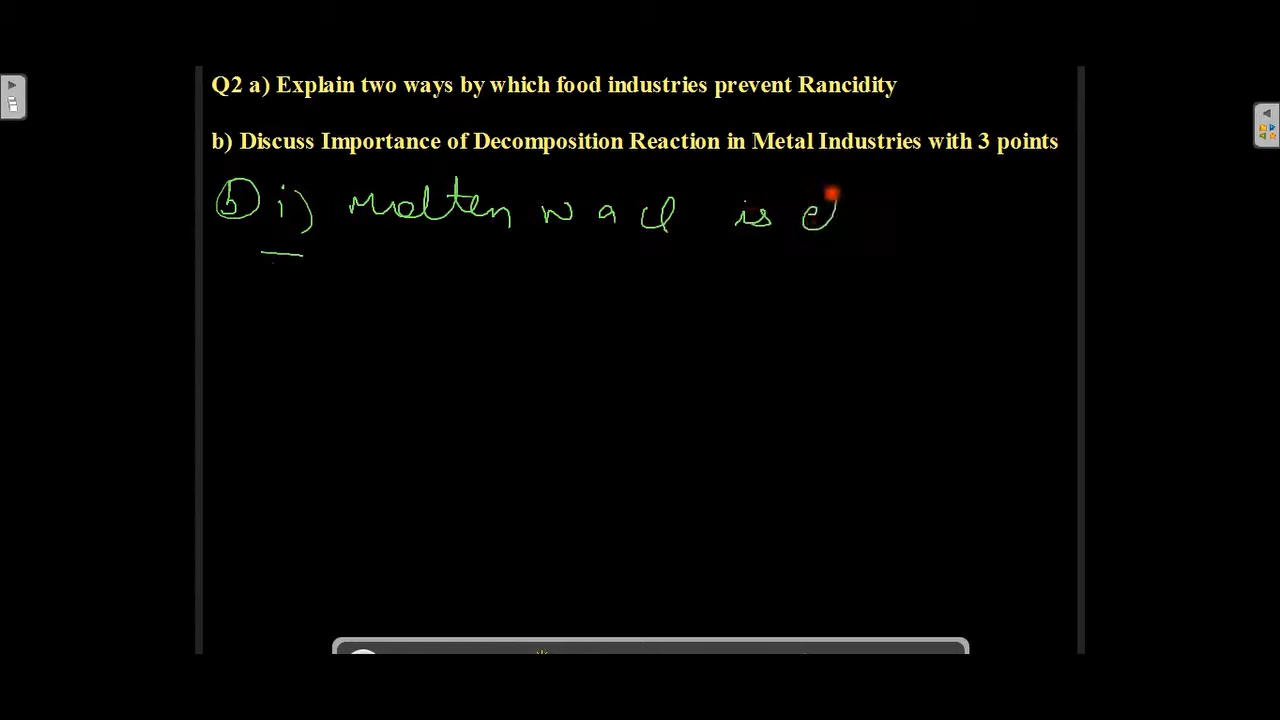 Q2 a) Explain two ways by which food industries prevent Rancidity
b) Discuss Importance of Decomposition Reaction in Metal Industries with 3 points
b i) Molten NaCl is e